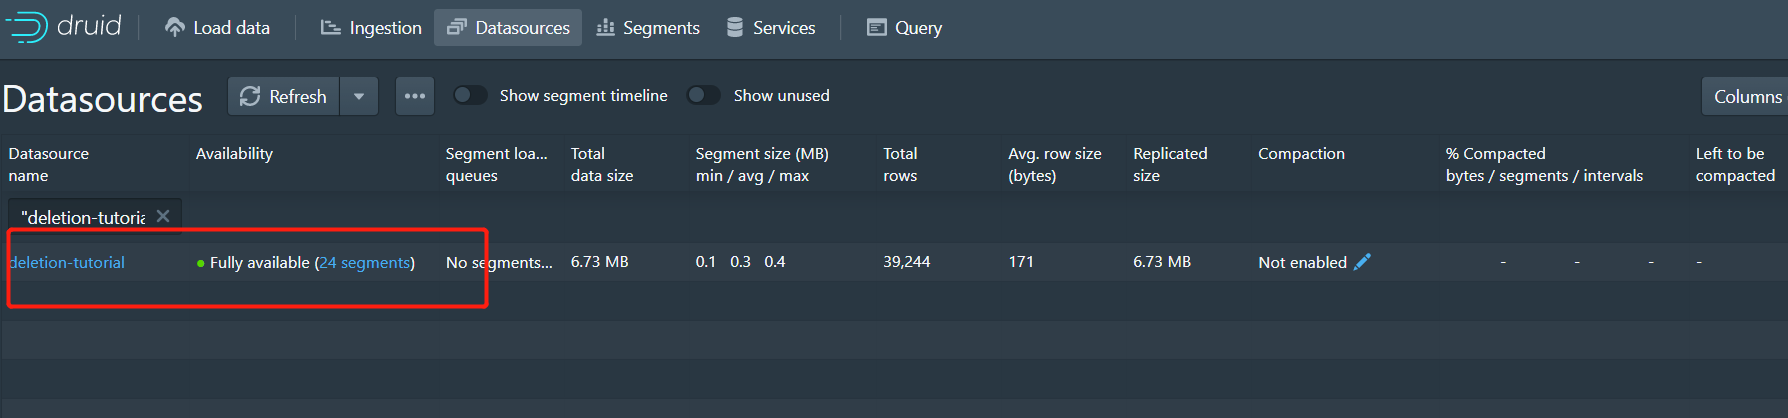 druid Load data Ingestion Datasources Segments Services Query
Datasources Refresh Show segment timeline Show unused Columns
Datasource name Availability Segment loa... queues Total data size Segment size (MB) min / avg / max Total rows Avg. row size (bytes) Replicated size Compaction % Compacted bytes / segments / intervals Left to be compacted
"deletion-tutoria
deletion-tutorial Fully available (24 segments) No segments... 6.73 MB 0.1 0.3 0.4 39,244 171 6.73 MB Not enabled - - - -